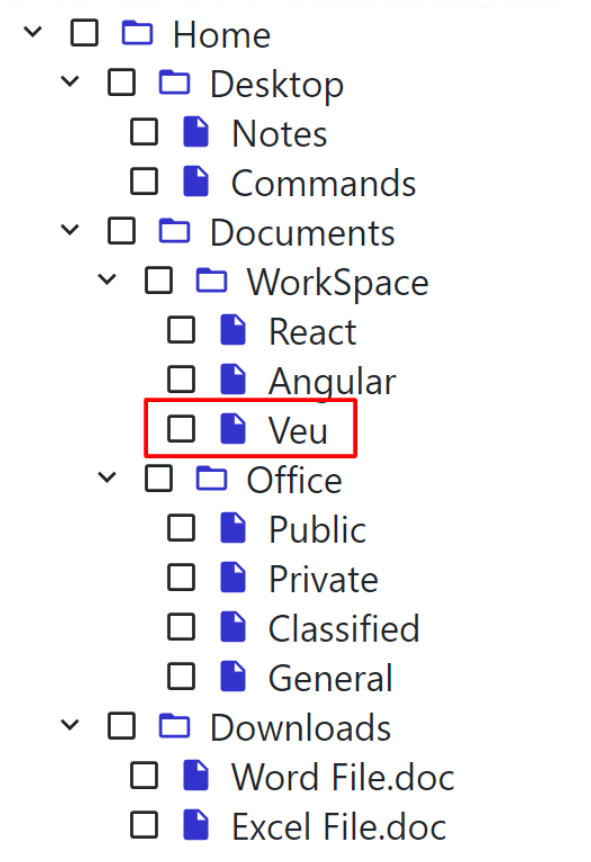 Home
Desktop
Notes
Commands
Documents
WorkSpace
React
Angular
Veu
Office
Public
Private
Classified
General
Downloads
Word File.doc
Excel File.doc